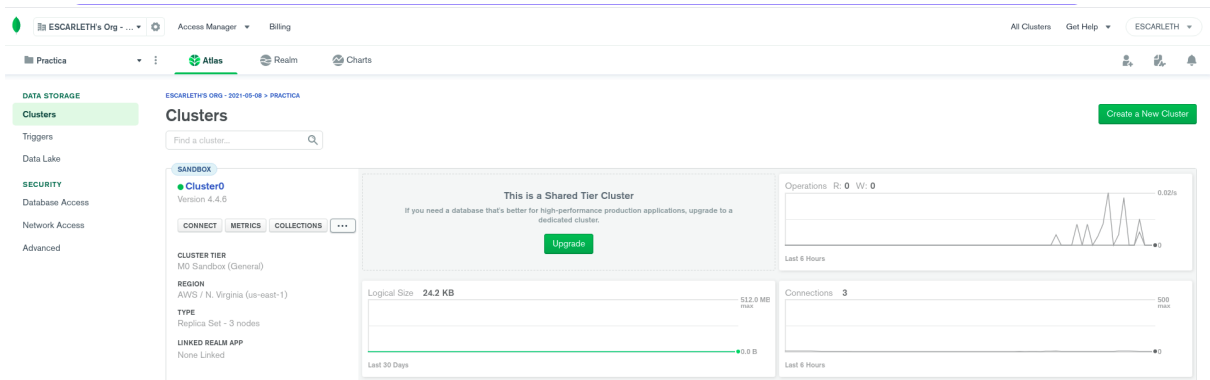 ESCARLETH's Org - ... Access Manager Billing All Clusters Get Help ESCARLETH
Practica Atlas Realm Charts
DATA STORAGE
Clusters
Triggers
Data Lake
SECURITY
Database Access
Network Access
Advanced
ESCARLETH'S ORG - 2021-05-08 > PRACTICA
Clusters
Create a New Cluster
Find a cluster...
SANDBOX
Cluster0
Version 4.4.6
CONNECT METRICS COLLECTIONS ...
CLUSTER TIER
M0 Sandbox (General)
REGION
AWS / N. Virginia (us-east-1)
TYPE
Replica Set - 3 nodes
LINKED REALM APP
None Linked
This is a Shared Tier Cluster
If you need a database that's better for high-performance production applications, upgrade to a
dedicated cluster.
Upgrade
Operations R: 0 W: 0
0.02/s
0
Last 6 Hours
Logical Size 24.2 KB
512.0 MB
max
0.0 B
Last 30 Days
Connections 3
500
max
0
Last 6 Hours